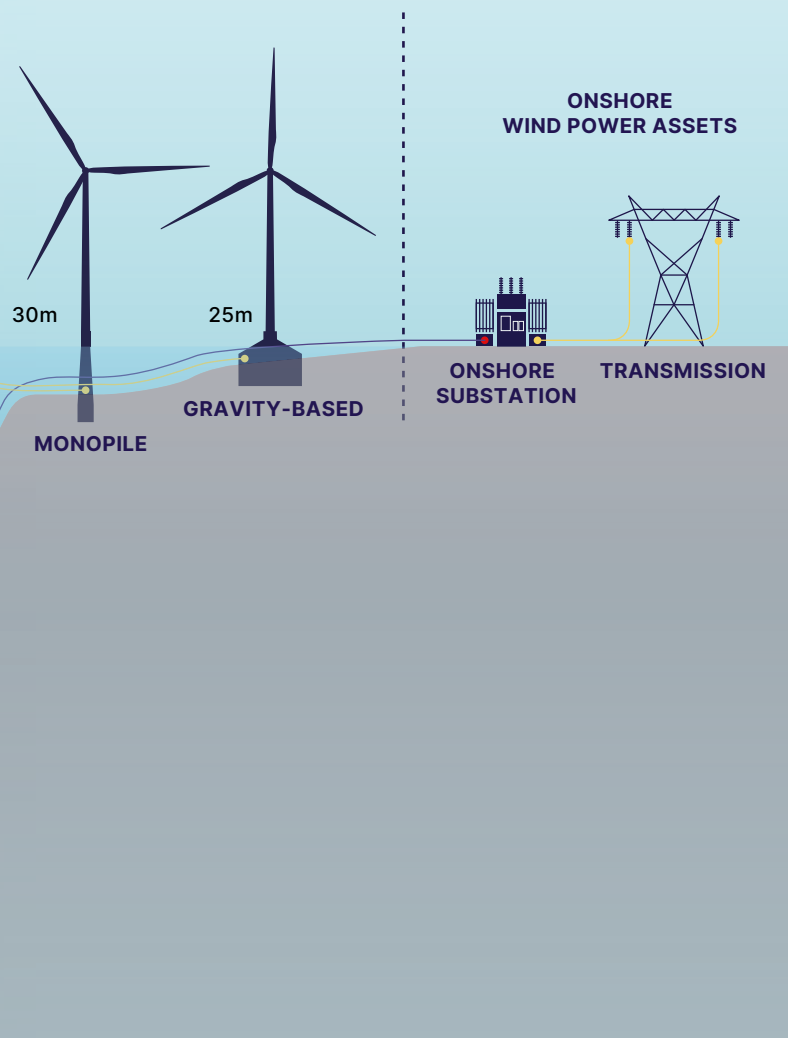 ONSHORE
WIND POWER ASSETS
30m
25m
ONSHORE
SUBSTATION
TRANSMISSION
GRAVITY-BASED
MONOPILE